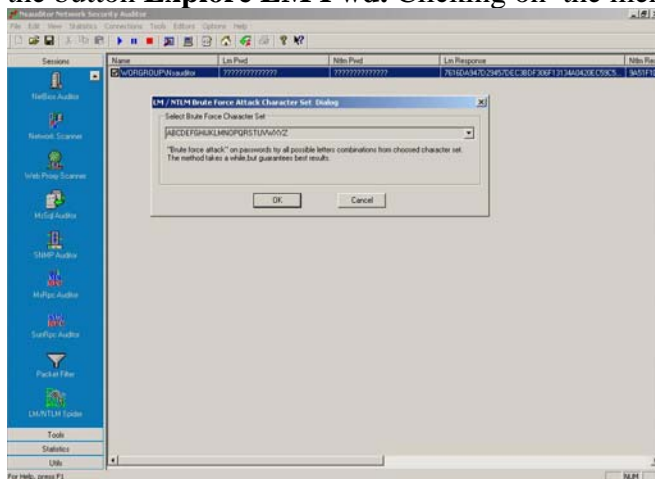 the button Explore LM Pwd. Clicking on the
Nsauditor Network Security Auditor
File Edit View Statistics Connections Tools Editors Options Help
Sessions
Name Lm Pwd Ntlm Pwd Lm Response
WORGROUP\Nsauditor ?????????????? ??????????????
LM / NTLM Brute Force Attack Character Set Dialog
Select Brute Force Character Set
ABCDEFGHIJKLMNOPQRSTUVWXYZ
"Brute force attack" on passwords try all possible letters combinations from choosed character set.
The method takes a while,but guarantees best results.
OK Cancel
NetBios Auditor
Network Scanner
Web Proxy Scanner
MsSql Auditor
SNMP Auditor
MsRpc Auditor
SunRpc Auditor
Packet Filter
LM/NTLM Spider
Tools
Statistics
Utils
For Help, press F1
NUM